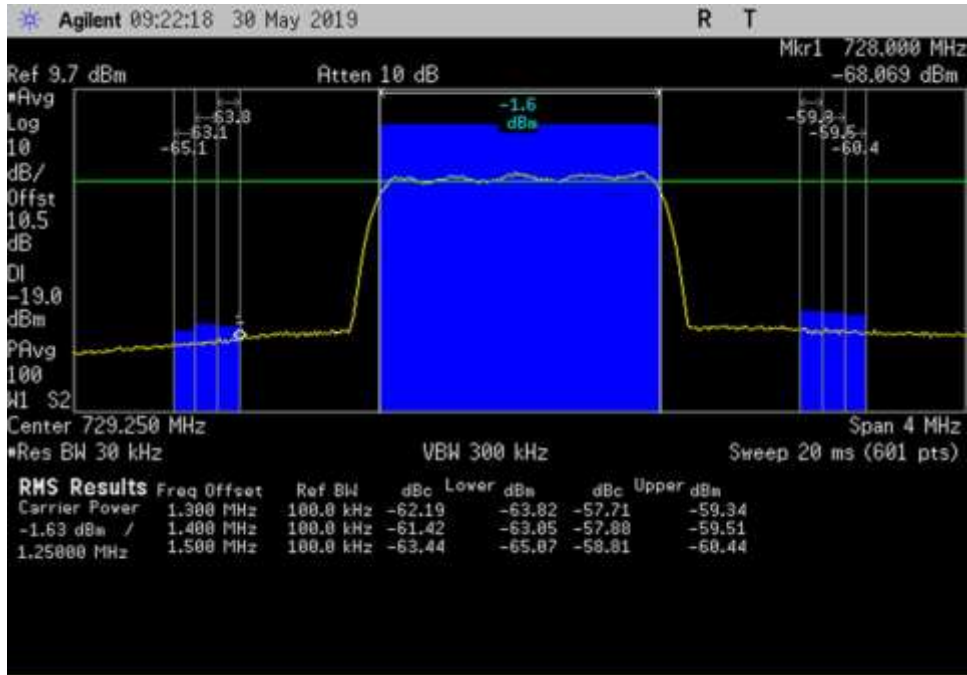 Agilent 09:22:18 30 May 2019 R T
Mkr1 728.000 MHz
Ref 9.7 dBm Atten 10 dB -68.069 dBm
*Avg
Log
10
dB/
Offst
10.5
dB
DI
-19.0
dBm
PAvg
100
W1 S2
-1.6
dBm
-63.8
-63.1
-65.1
-59.3
-59.5
-60.4
1
Center 729.250 MHz Span 4 MHz
*Res BW 30 kHz VBW 300 kHz Sweep 20 ms (601 pts)
RMS Results Freq Offset Ref BW dBc Lower dBm dBc Upper dBm
Carrier Power 1.300 MHz 100.0 kHz -62.19 -63.82 -57.71 -59.34
-1.63 dBm / 1.400 MHz 100.0 kHz -61.42 -63.05 -57.88 -59.51
1.25000 MHz 1.500 MHz 100.0 kHz -63.44 -65.07 -58.81 -60.44